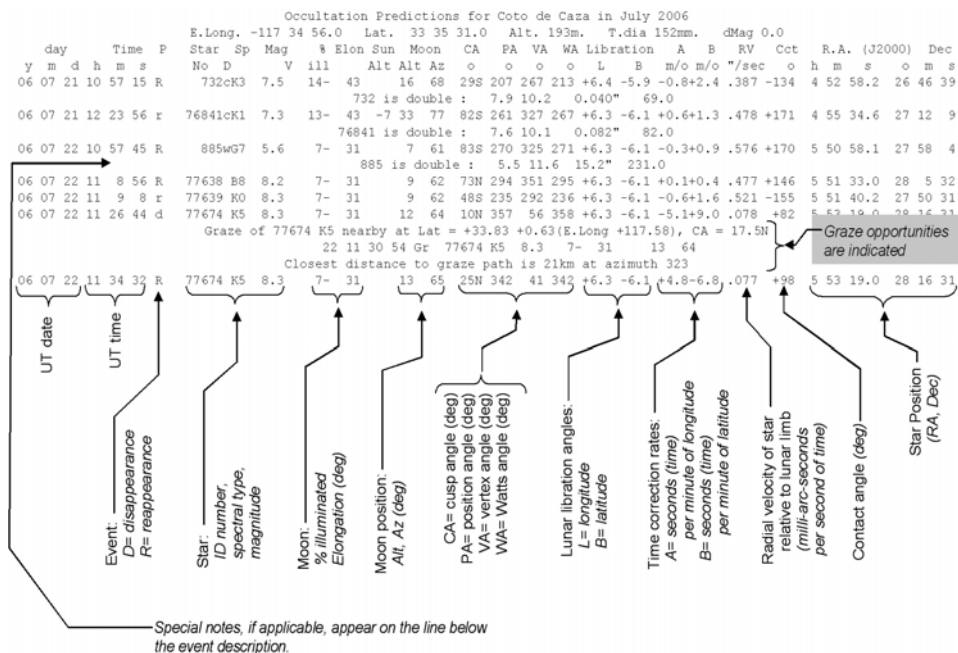 Occultation Predictions for Coto de Caza in July 2006
E.Long. -117 34 56.0 Lat. 33 35 31.0 Alt. 193m. T.dia 152mm. dMag 0.0
day Time P Star Sp Mag % Elon Sun Moon CA PA VA WA Libration A B RV Cct R.A. (J2000) Dec
y m d h m s No D V ill Alt Alt Az o o o o L B m/o m/o "/sec o h m s o m s
06 07 21 10 57 15 R 732cK3 7.5 14- 43 16 68 29S 207 267 213 +6.4 -5.9 -0.8+2.4 .387 -134 4 52 58.2 26 46 39
732 is double : 7.9 10.2 0.040" 69.0
06 07 21 12 23 56 r 76841cK1 7.3 13- 43 -7 33 77 82S 261 327 267 +6.3 -6.1 +0.6+1.3 .478 +171 4 55 34.6 27 12 9
76841 is double : 7.6 10.1 0.082" 82.0
06 07 22 10 57 45 R 885wG7 5.6 7- 31 7 61 83S 270 325 271 +6.3 -6.1 -0.3+0.9 .576 +170 5 50 58.1 27 58 4
885 is double : 5.5 11.6 15.2" 231.0
06 07 22 11 8 56 R 77638 B8 8.2 7- 31 9 62 73N 294 351 295 +6.3 -6.1 +0.1+0.4 .477 +146 5 51 33.0 28 5 32
06 07 22 11 9 8 r 77639 K0 8.3 7- 31 9 62 48S 235 292 236 +6.3 -6.1 -0.6+1.6 .521 -155 5 51 40.2 27 50 31
06 07 22 11 26 44 d 77674 K5 8.3 7- 31 12 64 10N 357 56 358 +6.3 -6.1 -5.1+9.0 .078 +82 5 53 19.0 28 16 31
Graze of 77674 K5 nearby at Lat = +33.83 +0.63(E.Long +117.58), CA = 17.5N
22 11 30 54 Gr 77674 K5 8.3 7- 31 13 64
Closest distance to graze path is 21km at azimuth 323
Graze opportunities
are indicated
06 07 22 11 34 32 R 77674 K5 8.3 7- 31 13 65 25N 342 41 342 +6.3 -6.1 +4.8-6.8 .077 +98 5 53 19.0 28 16 31
UT date
UT time
Event:
D= disappearance
R= reappearance
Star:
ID number,
spectral type,
magnitude
Moon:
% illuminated
Elongation (deg)
Moon position:
Alt, Az (deg)
CA= cusp angle (deg)
PA= position angle (deg)
VA= vertex angle (deg)
WA= Watts angle (deg)
Lunar libration angles:
L= longitude
B= latitude
Time correction rates:
A= seconds (time)
per minute of longitude
B= seconds (time)
per minute of latitude
Radial velocity of star
relative to lunar limb
(milli-arc-seconds
per second of time)
Contact angle (deg)
Star Position
(RA, Dec)
Special notes, if applicable, appear on the line below
the event description.